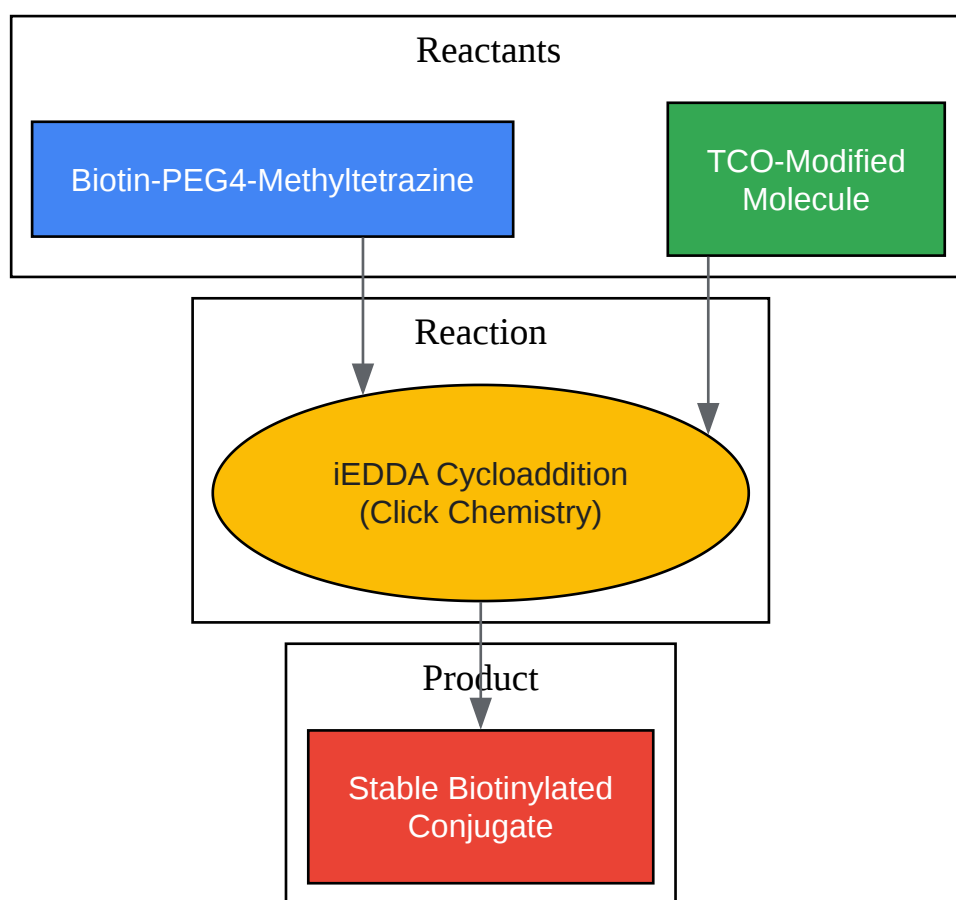 Reactants
Biotin-PEG4-Methyltetrazine
TCO-Modified
Molecule
Reaction
iEDDA Cycloaddition
(Click Chemistry)
Product
Stable Biotinylated
Conjugate